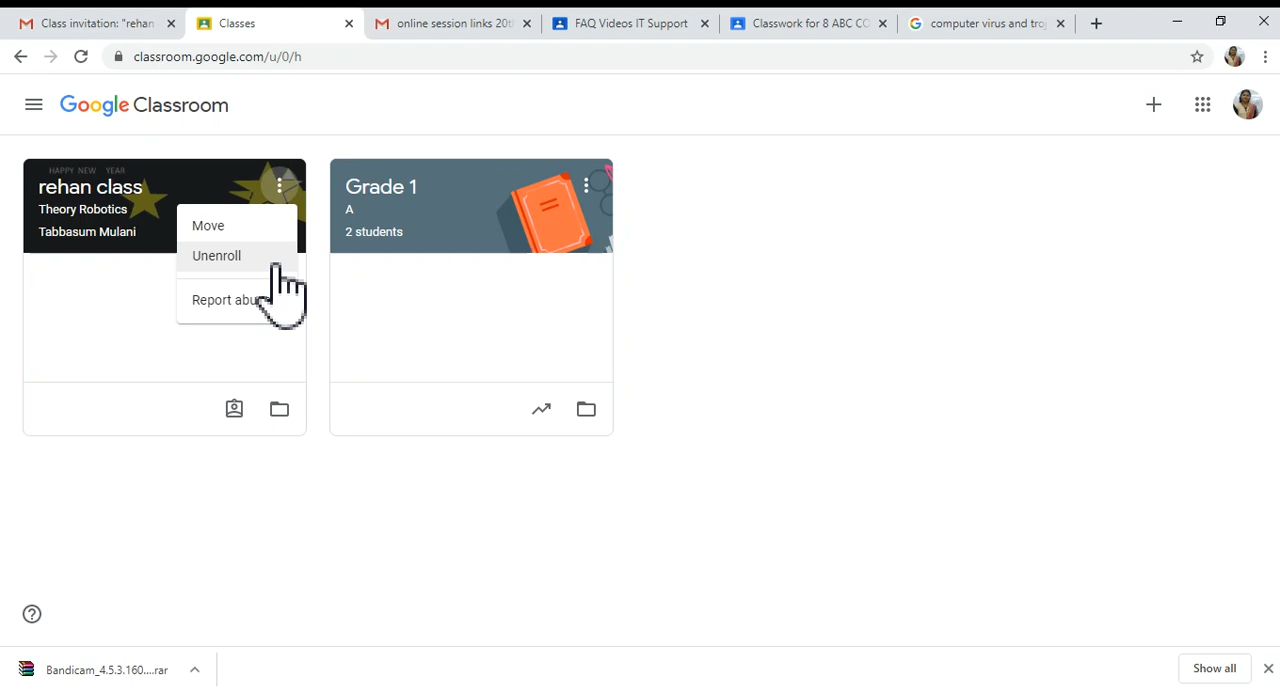 Class invitation: "rehan
Classes
online session links 20t
FAQ Videos IT Support
Classwork for 8 ABC CO
computer virus and tro
classroom.google.com/u/0/h
Google Classroom
HAPPY NEW YEAR
rehan class
Theory Robotics
Tabbasum Mulani
Move
Unenroll
Report abu
Grade 1
A
2 students
Bandicam_4.5.3.160....rar
Show all